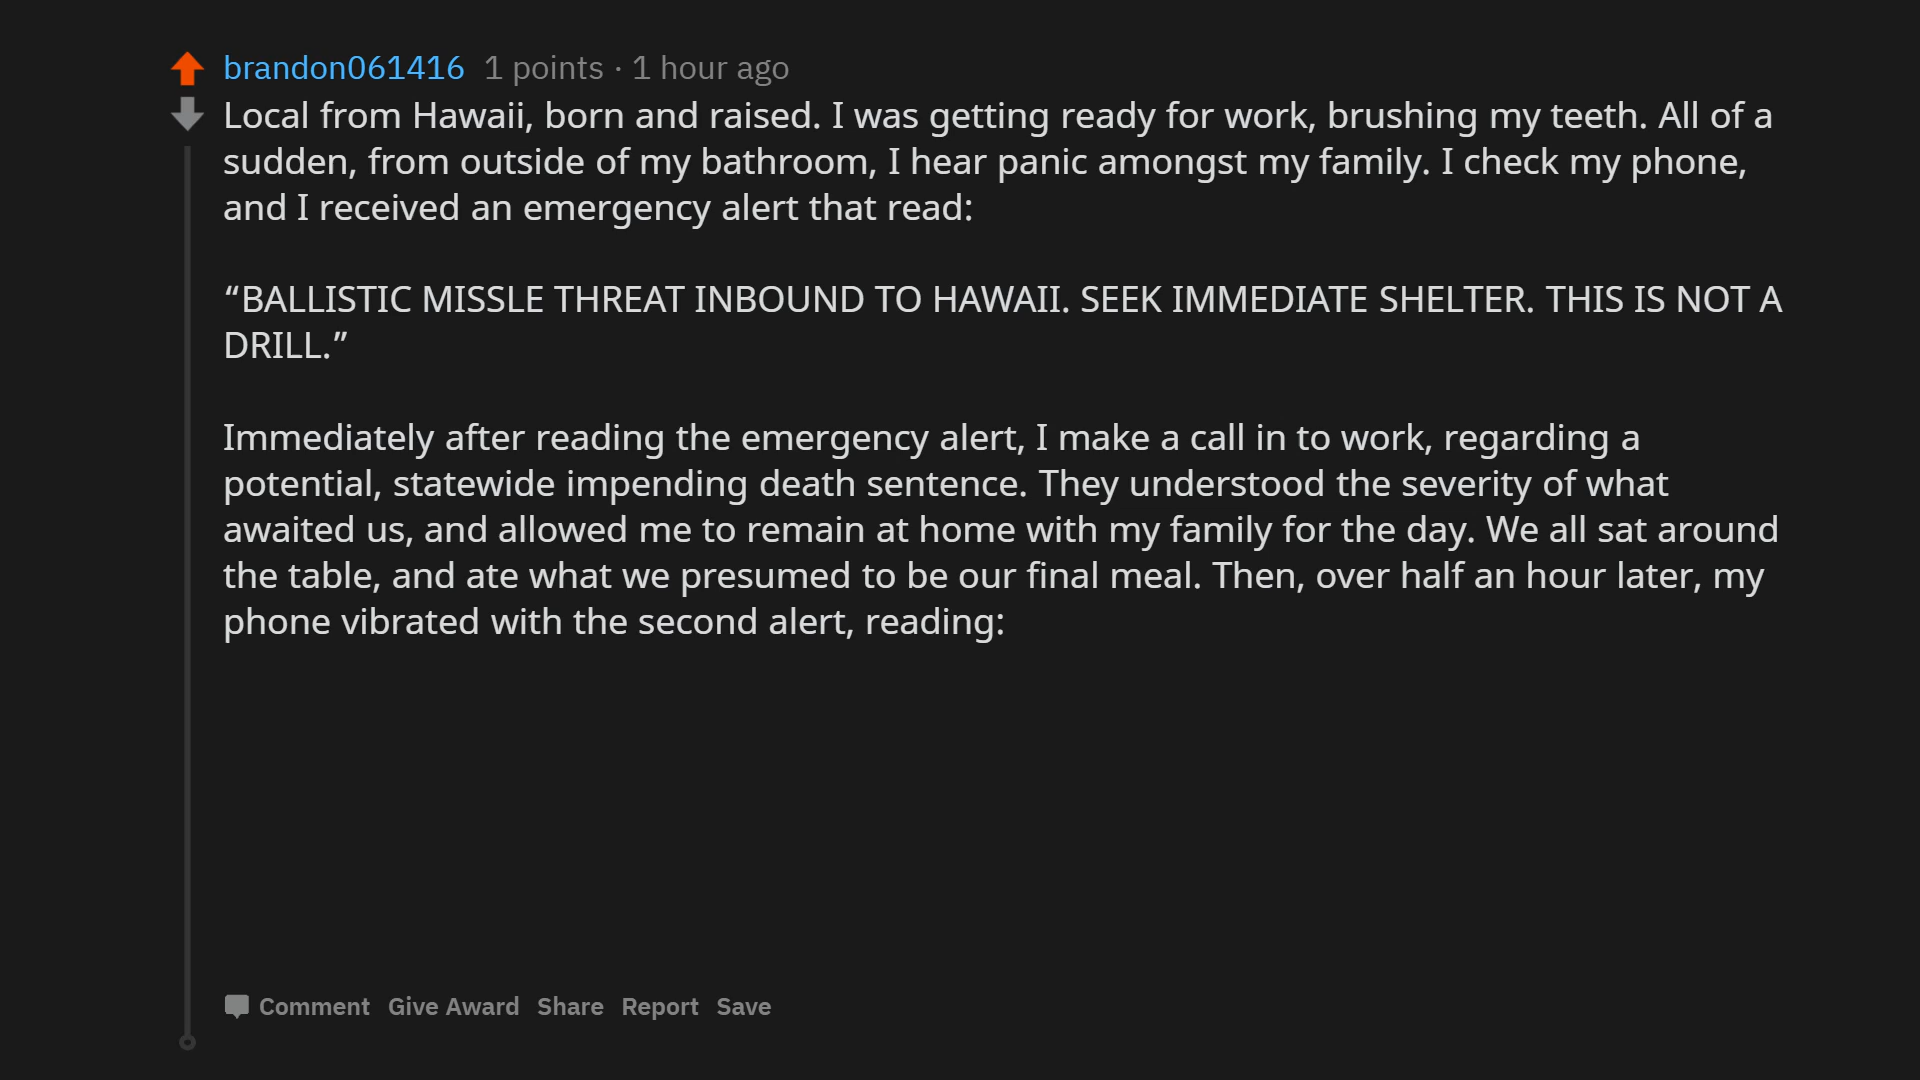 brandon061416 1 points · 1 hour ago
Local from Hawaii, born and raised. I was getting ready for work, brushing my teeth. All of a
sudden, from outside of my bathroom, I hear panic amongst my family. I check my phone,
and I received an emergency alert that read:
“BALLISTIC MISSLE THREAT INBOUND TO HAWAII. SEEK IMMEDIATE SHELTER. THIS IS NOT A
DRILL.”
Immediately after reading the emergency alert, I make a call in to work, regarding a
potential, statewide impending death sentence. They understood the severity of what
awaited us, and allowed me to remain at home with my family for the day. We all sat around
the table, and ate what we presumed to be our final meal. Then, over half an hour later, my
phone vibrated with the second alert, reading:
Comment Give Award Share Report Save